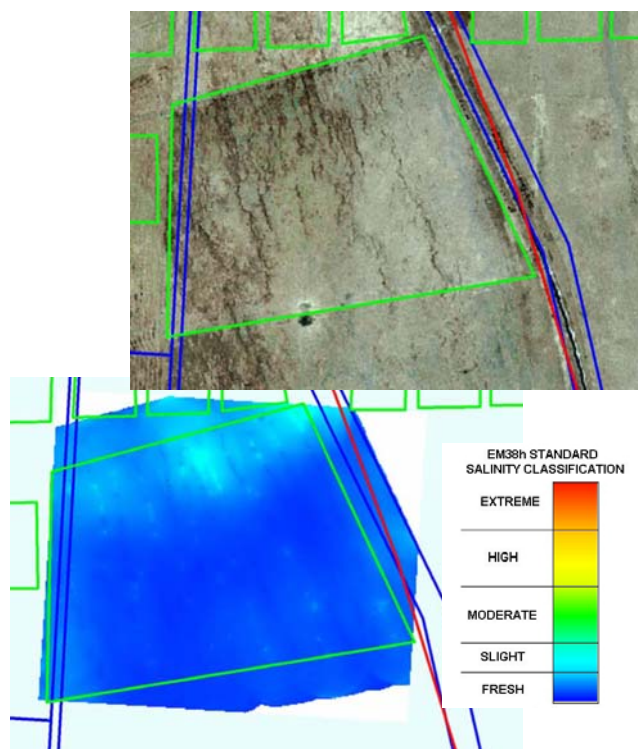 EM38h STANDARD
SALINITY CLASSIFICATION
EXTREME
HIGH
MODERATE
SLIGHT
FRESH